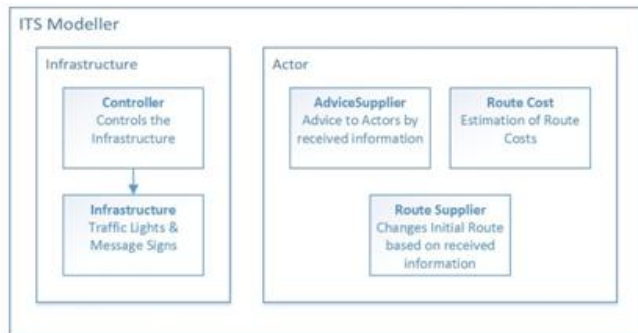 ITS Modeller
Infrastructure
Controller
Controls the
Infrastructure
Infrastructure
Traffic Lights &
Message Signs
Actor
AdviceSupplier
Advice to Actors by
received information
Route Cost
Estimation of Route
Costs
Route Supplier
Changes Initial Route
based on received
information